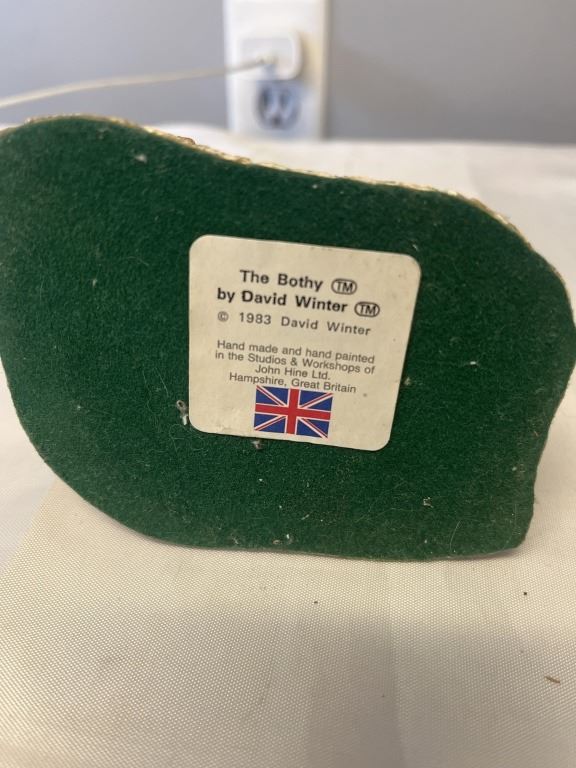 The Bothy ™
by David Winter ™
© 1983 David Winter
Hand made and hand painted
in the Studios & Workshops of
John Hine Ltd.
Hampshire, Great Britain